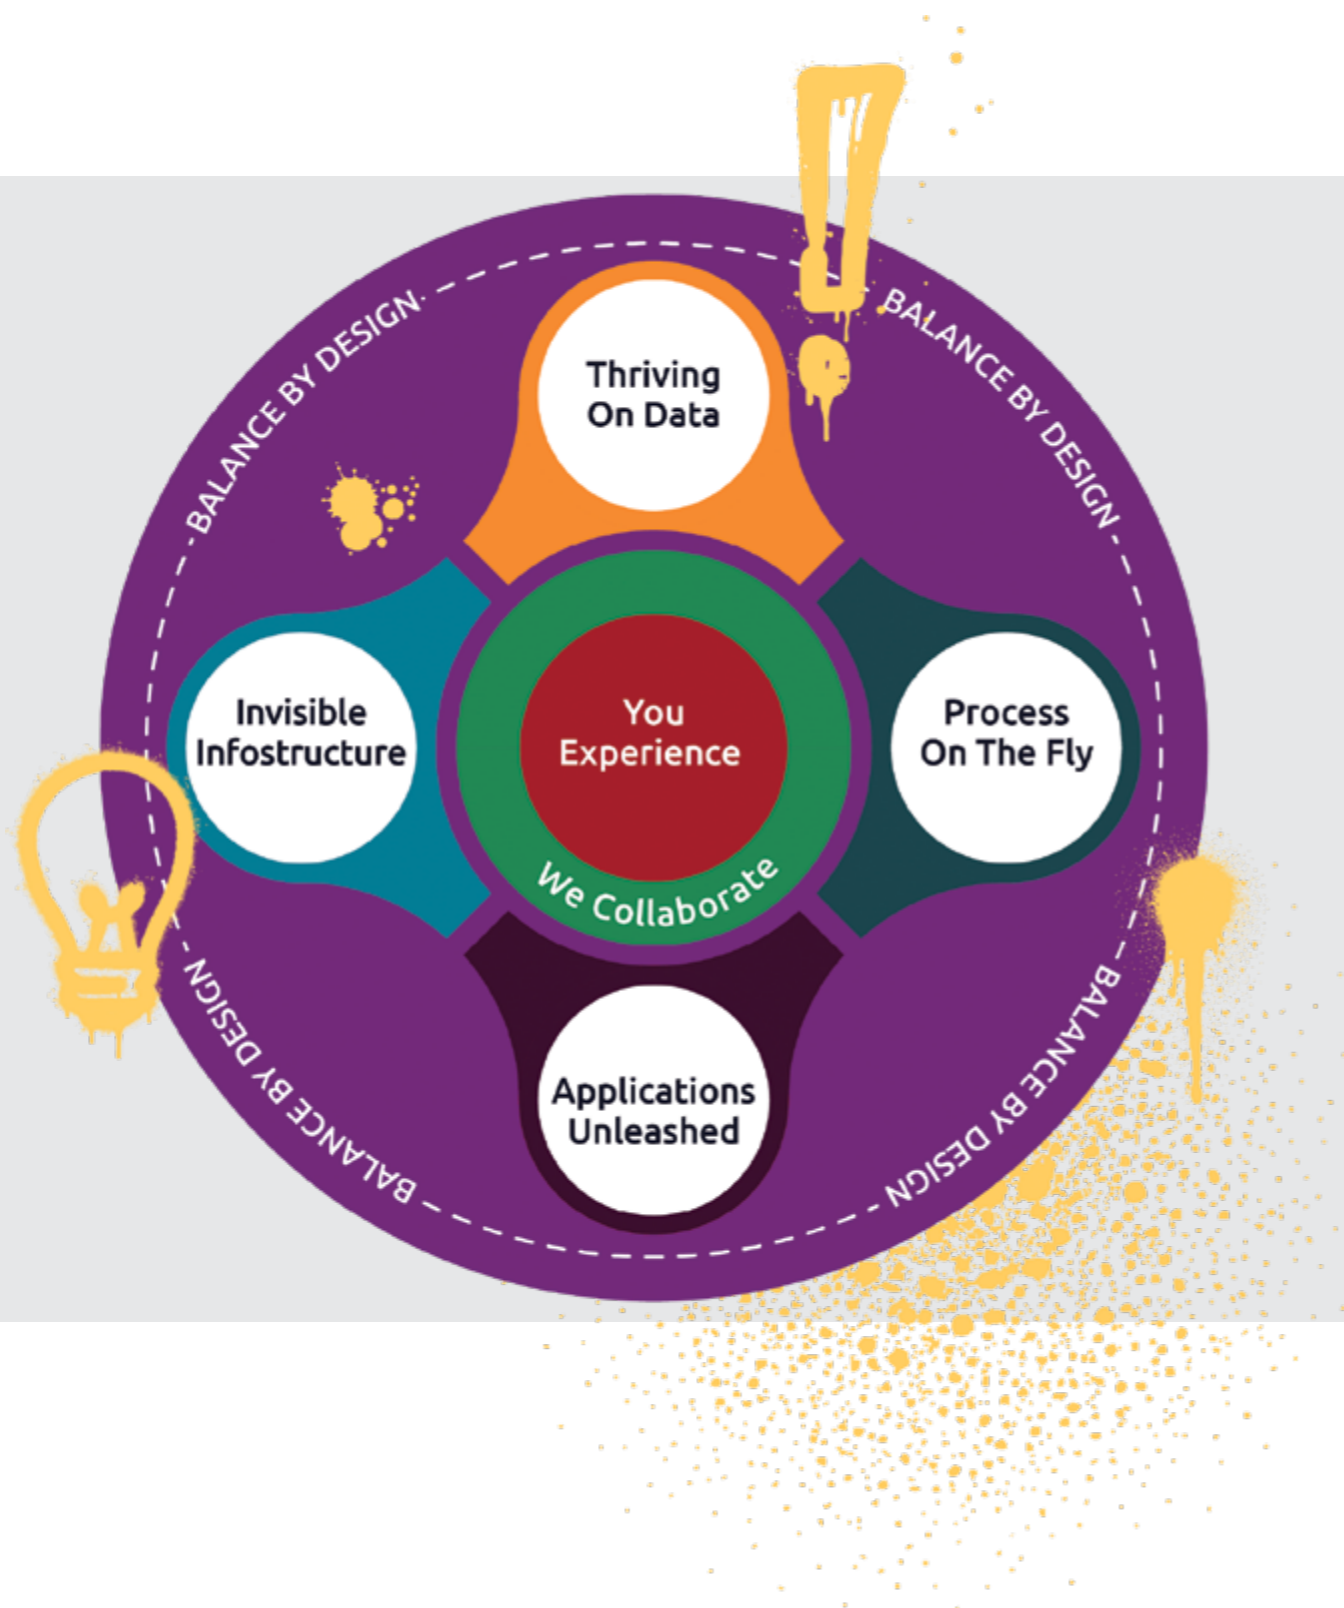 BALANCE BY DESIGN
BALANCE BY DESIGN
Thriving
On Data
Invisible
Infostructure
You
Experience
Process
On The Fly
We Collaborate
Applications
Unleashed
BALANCE BY DESIGN
BALANCE BY DESIGN